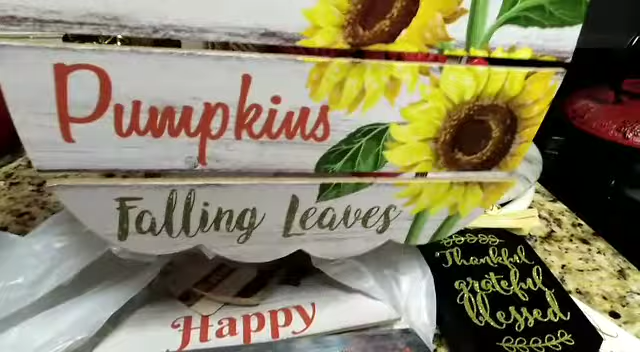 Pumpkins
Falling Leaves
Happy
Thankful
grateful
blessed